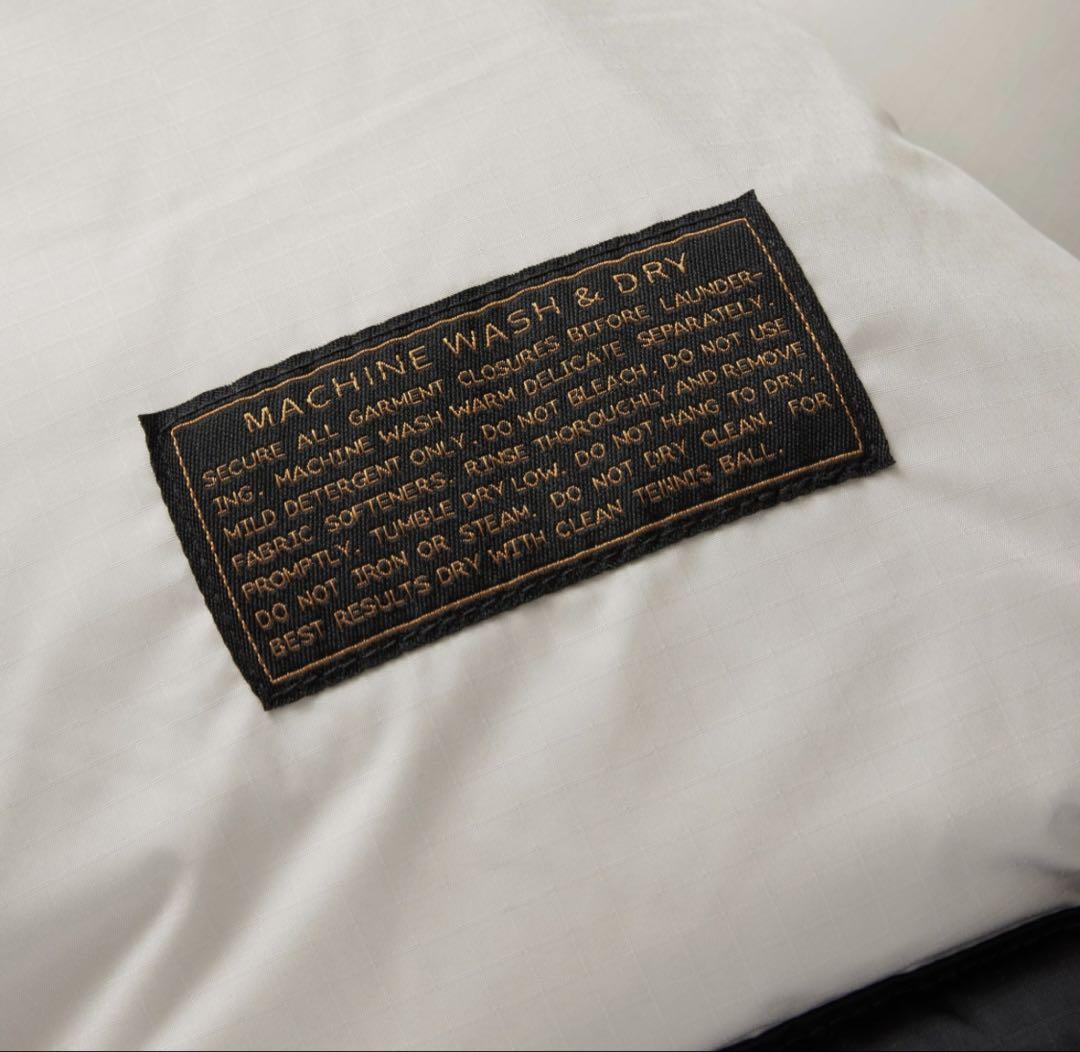 MACHINE WASH & DRY
SECURE ALL GARMENT CLOSURES BEFORE LAUNDER-
ING. MACHINE WASH WARM DELICATE SEPARATELY.
MILD DETERGENT ONLY. DO NOT BLEACH. DO NOT USE
FABRIC SOFTENERS. RINSE THOROUGHLY AND REMOVE
PROMPTLY. TUMBLE DRY LOW. DO NOT HANG TO DRY.
DO NOT IRON OR STEAM. DO NOT DRY CLEAN. FOR
BEST RESULTS DRY WITH CLEAN TENNIS BALL.